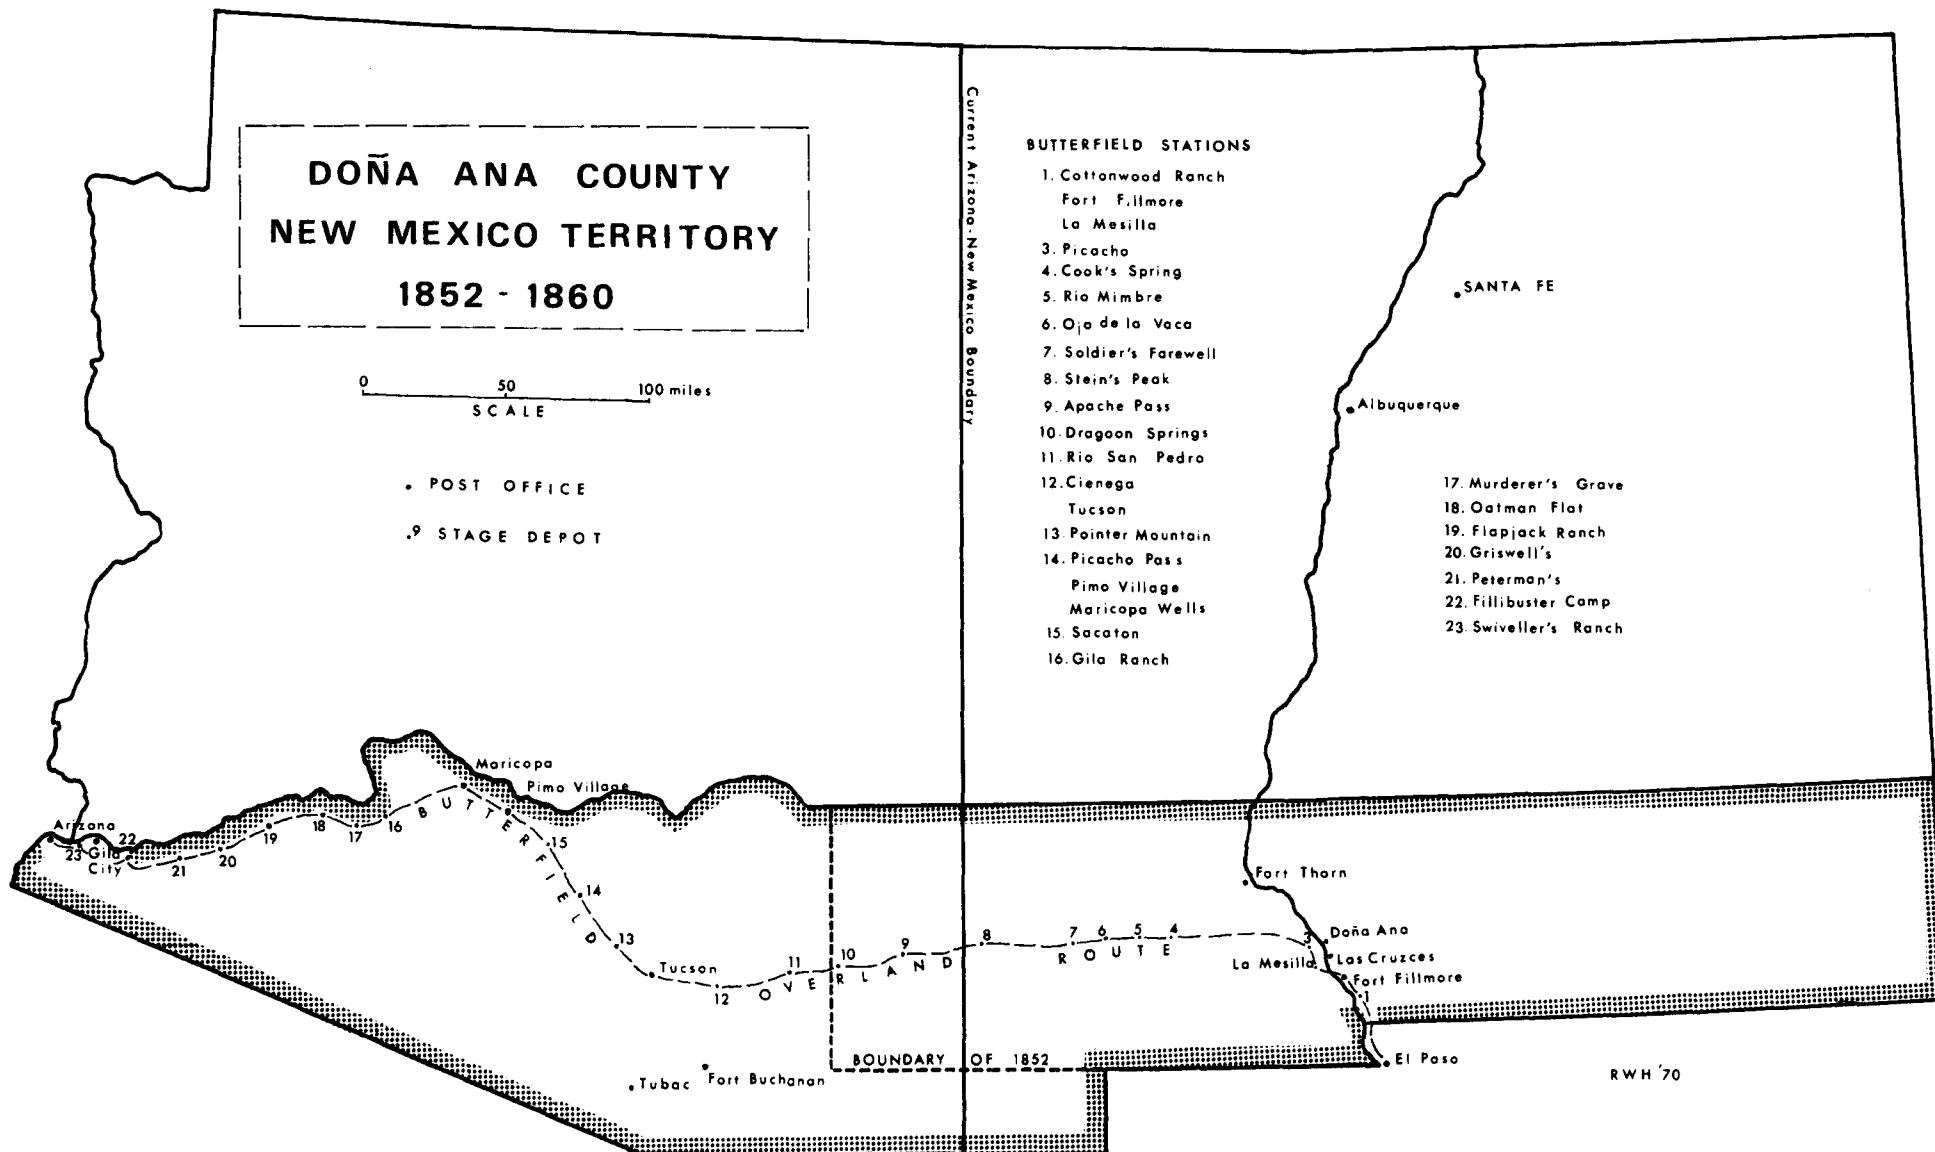 DOÑA ANA COUNTY
NEW MEXICO TERRITORY
1852 - 1860
0 50 100 miles
SCALE
. POST OFFICE
.9 STAGE DEPOT
Current Arizona-New Mexico Boundary
BUTTERFIELD STATIONS
1. Cottonwood Ranch
Fort Fillmore
La Mesilla
3. Picacho
4. Cook's Spring
5. Rio Mimbre
6. Ojo de la Vaca
7. Soldier's Farewell
8. Stein's Peak
9. Apache Pass
10. Dragoon Springs
11. Rio San Pedro
12. Cienega
Tucson
13. Pointer Mountain
14. Picacho Pass
Pimo Village
Maricopa Wells
15. Sacaton
16. Gila Ranch
17. Murderer's Grave
18. Oatman Flat
19. Flapjack Ranch
20. Griswell's
21. Peterman's
22. Fillibuster Camp
23. Swiveller's Ranch
SANTA FE
Albuquerque
Maricopa
Pimo Village
Arizona
23
Gila
City
22
21
20
19
18
17
16
15
14
13
Tucson
12
11
10
9
8
7
6
5
4
3
1
BUTTERFIELD OVERLAND ROUTE
Fort Thorn
Doña Ana
Las Cruzces
La Mesilla
Fort Fillmore
El Paso
BOUNDARY OF 1852
Tubac
Fort Buchanan
RWH '70